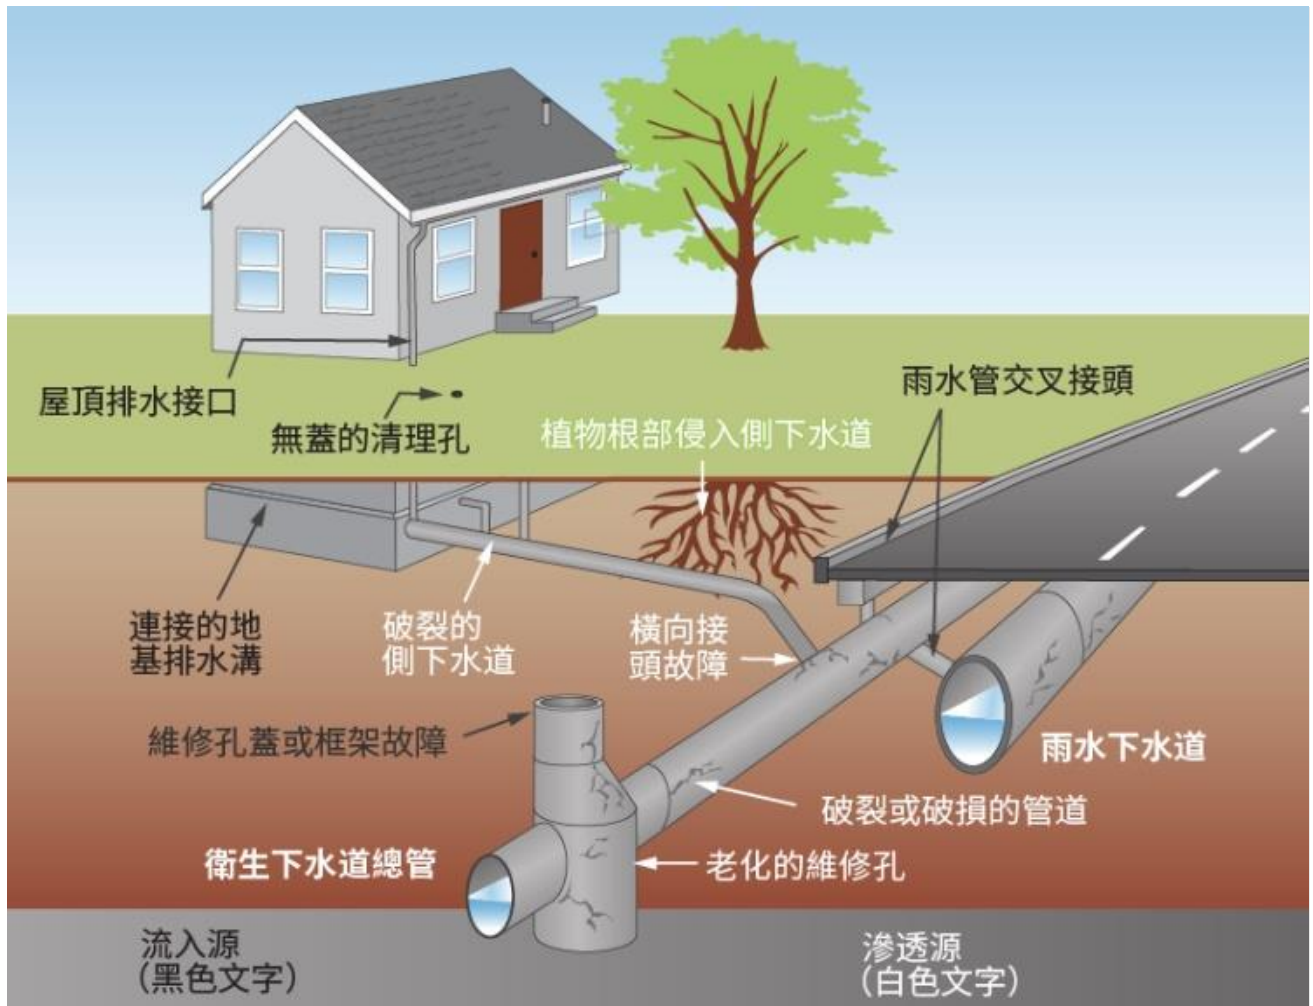 屋頂排水接口
無蓋的清理孔
植物根部侵入側下水道
雨水管交叉接頭
連接的地
基排水溝
破裂的
側下水道
橫向接
頭故障
維修孔蓋或框架故障
雨水下水道
破裂或破損的管道
衛生下水道總管
老化的維修孔
流入源
(黑色文字)
滲透源
(白色文字)